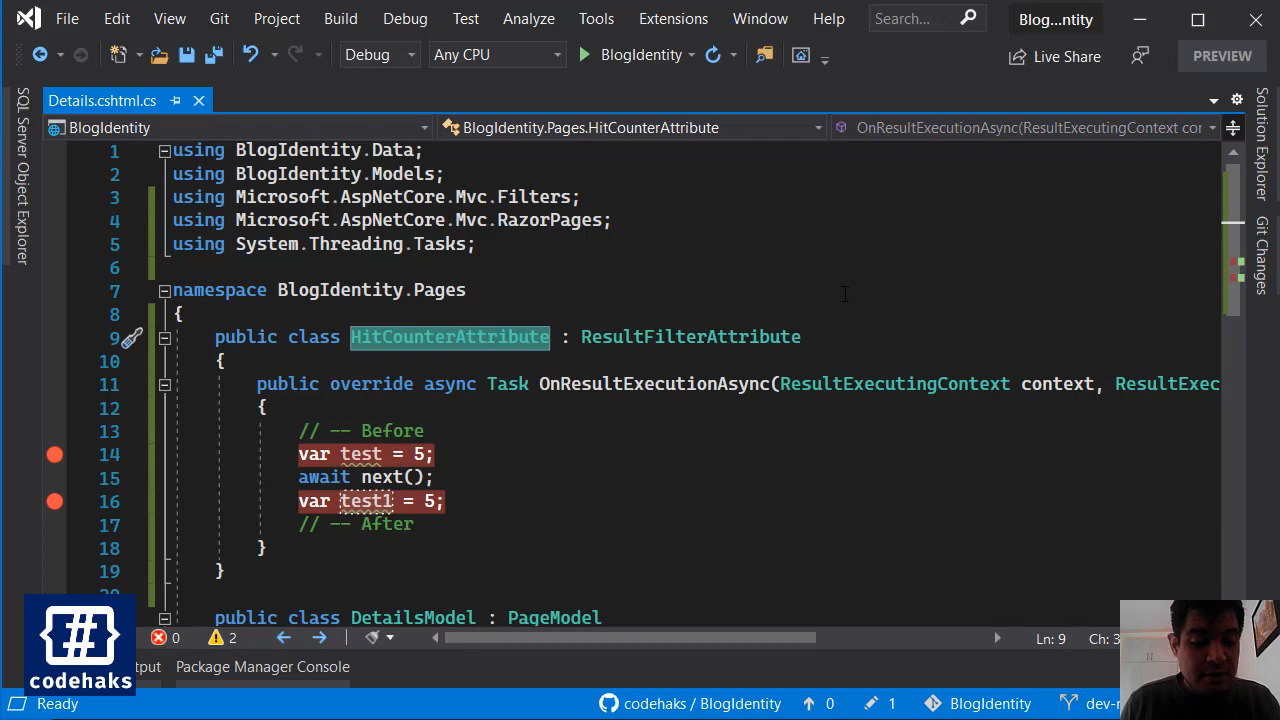 File Edit View Git Project Build Debug Test Analyze Tools Extensions Window Help Search... Blog...ntity
Debug Any CPU BlogIdentity Live Share PREVIEW
Details.cshtml.cs
BlogIdentity BlogIdentity.Pages.HitCounterAttribute OnResultExecutionAsync(ResultExecutingContext cor
SQL Server Object Explorer
1 using BlogIdentity.Data;
2 using BlogIdentity.Models;
3 using Microsoft.AspNetCore.Mvc.Filters;
4 using Microsoft.AspNetCore.Mvc.RazorPages;
5 using System.Threading.Tasks;
6
7 namespace BlogIdentity.Pages
8 {
9 public class HitCounterAttribute : ResultFilterAttribute
10 {
11 public override async Task OnResultExecutionAsync(ResultExecutingContext context, ResultExec
12 {
13 // -- Before
14 var test = 5;
15 await next();
16 var test1 = 5;
17 // -- After
18 }
19 }
public class DetailsModel : PageModel
Solution Explorer
Git Changes
0 2 Ln: 9 Ch: 3
{#}
codehaks
tput Package Manager Console
Ready codehaks / BlogIdentity 0 1 BlogIdentity dev-r